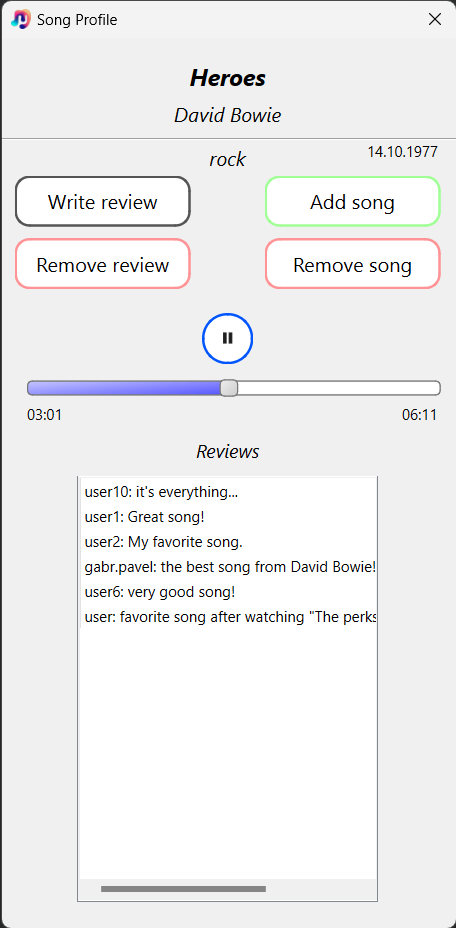 Song Profile
Heroes
David Bowie
rock
14.10.1977
Write review
Add song
Remove review
Remove song
03:01
06:11
Reviews
user10: it's everything...
user1: Great song!
user2: My favorite song.
gabr.pavel: the best song from David Bowie!
user6: very good song!
user: favorite song after watching "The perks